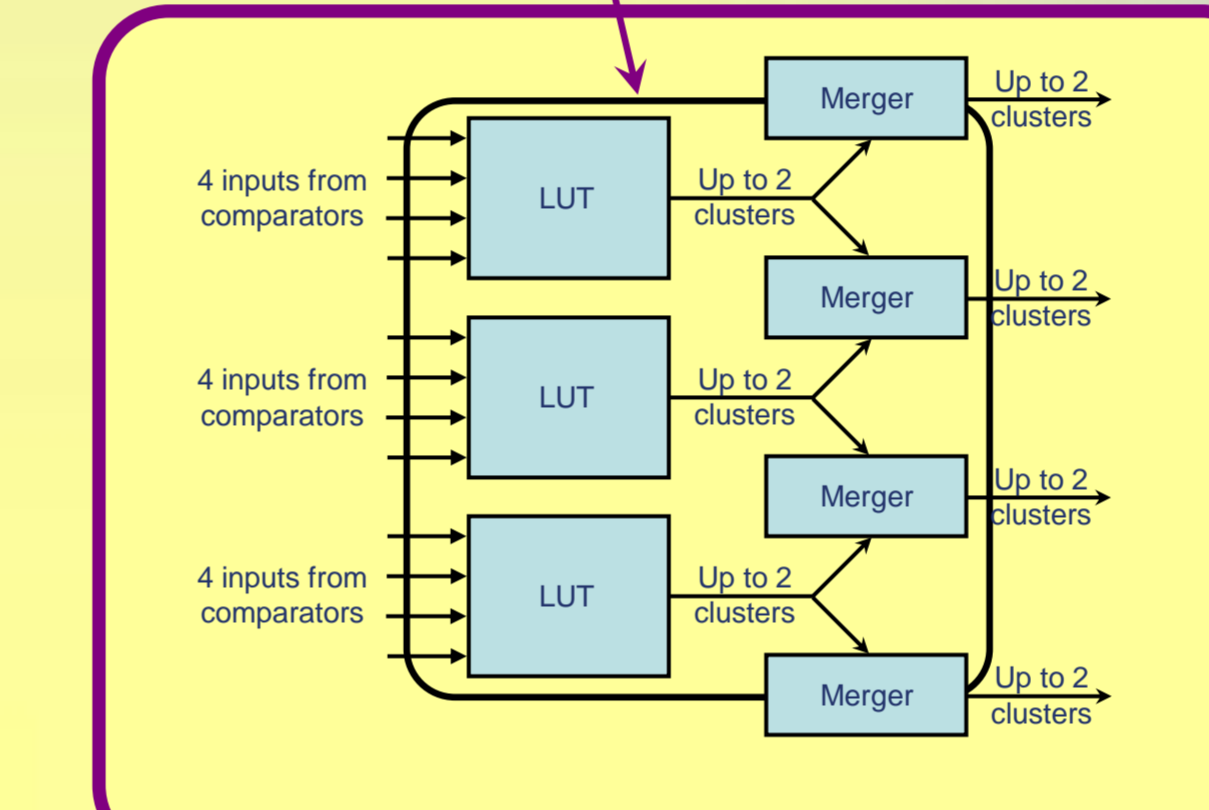 Merger
Up to 2
clusters
4 inputs from
comparators
LUT
Up to 2
clusters
Merger
Up to 2
clusters
4 inputs from
comparators
LUT
Up to 2
clusters
Merger
Up to 2
clusters
4 inputs from
comparators
LUT
Up to 2
clusters
Merger
Up to 2
clusters